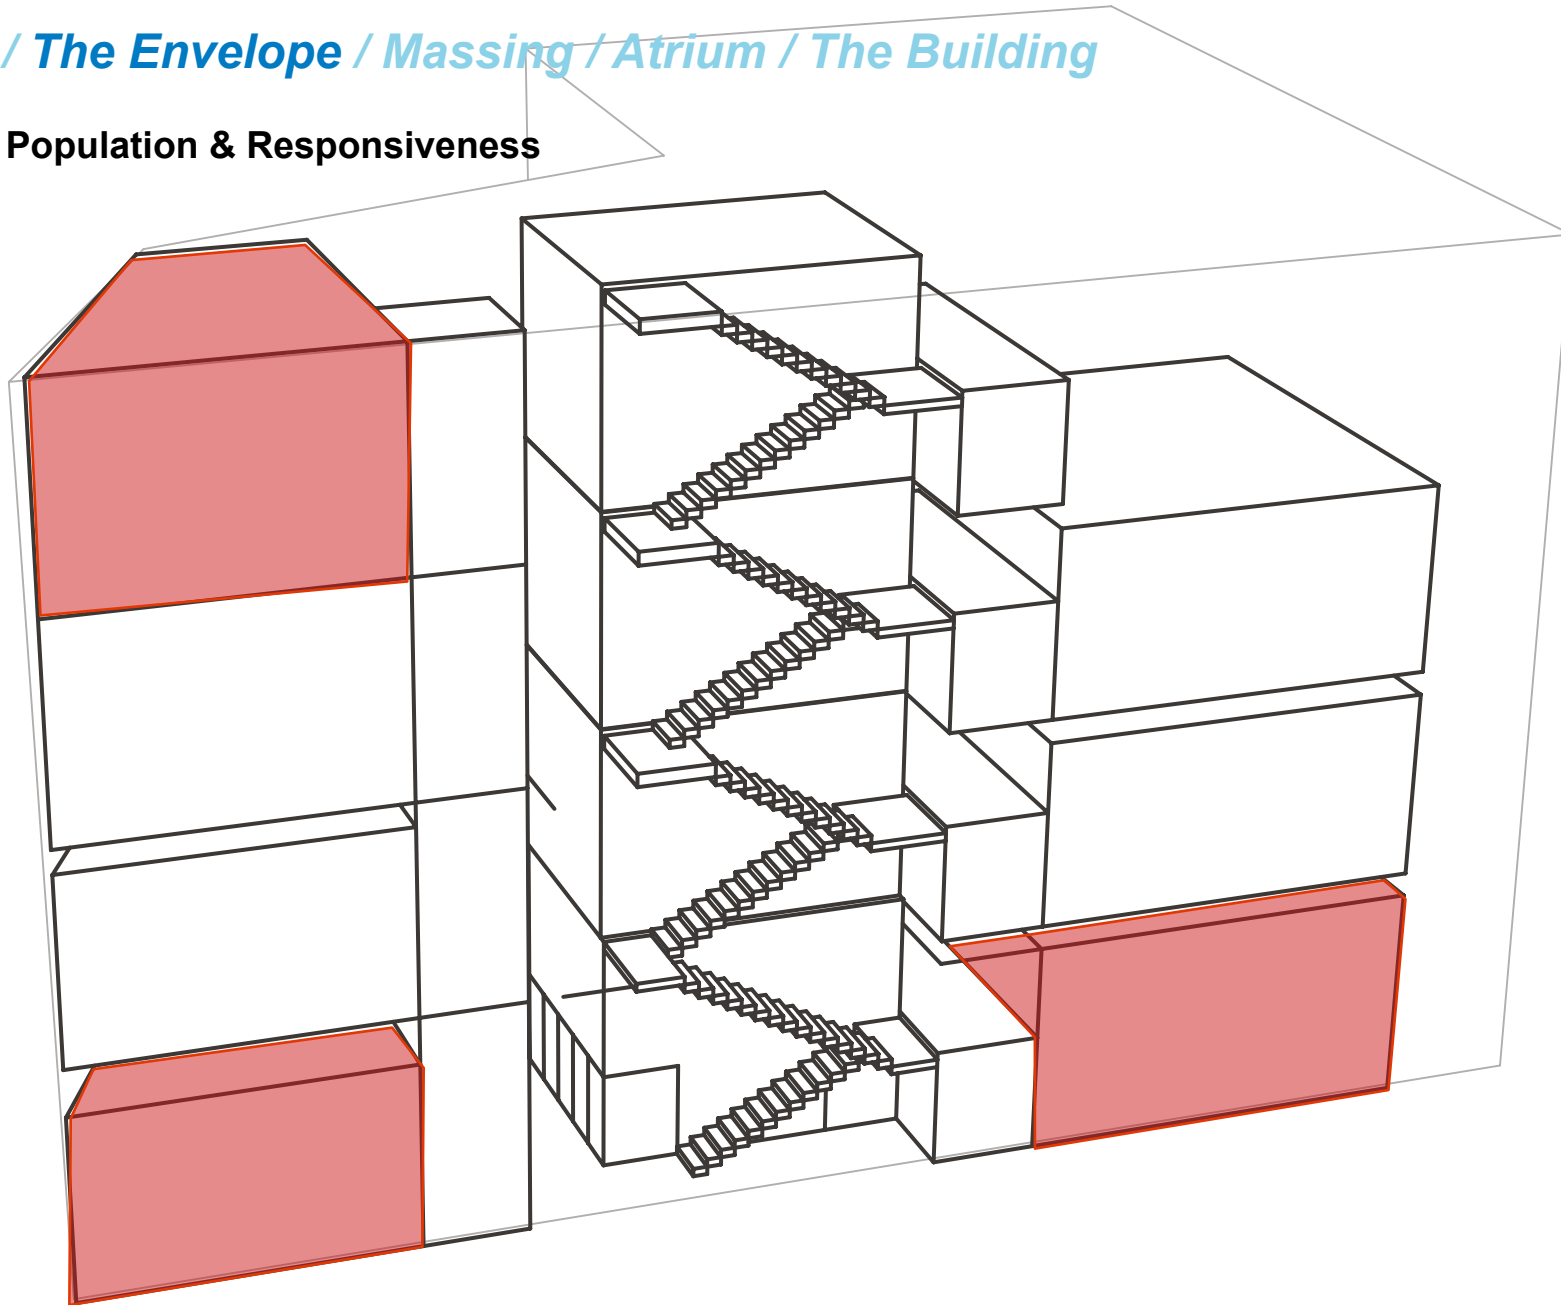 / The Envelope / Massing / Atrium / The Building
Population & Responsiveness